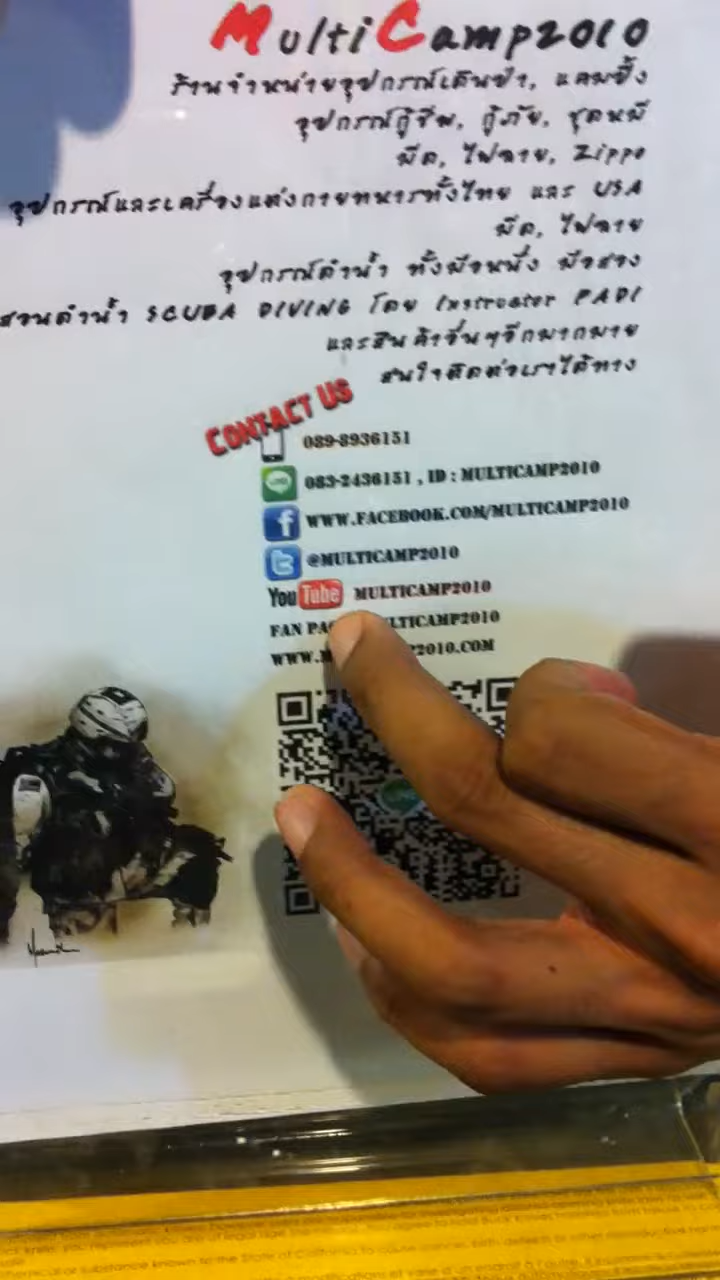 MultiCamp2010
ร้านจำหน่ายอุปกรณ์เดินป่า, แคมปิ้ง
อุปกรณ์กู้ชีพ, กู้ภัย, ชุดหมี
มีด, ไฟฉาย, Zippo
อุปกรณ์และเครื่องแต่งกายทหารทั้งไทย และ USA
มีด, ไฟฉาย
อุปกรณ์ดำน้ำ ทั้งมือหนึ่ง มือสอง
สอนดำน้ำ SCUBA DIVING โดย Instructor PADI
และสินค้าอื่นๆอีกมากมาย
สนใจติดต่อเราได้ทาง
CONTACT US
089-8936151
LINE 083-2436151 , ID : MULTICAMP2010
f WWW.FACEBOOK.COM/MULTICAMP2010
@MULTICAMP2010
YouTube MULTICAMP2010
FAN PA LTICAMP2010
WWW.M 2010.COM